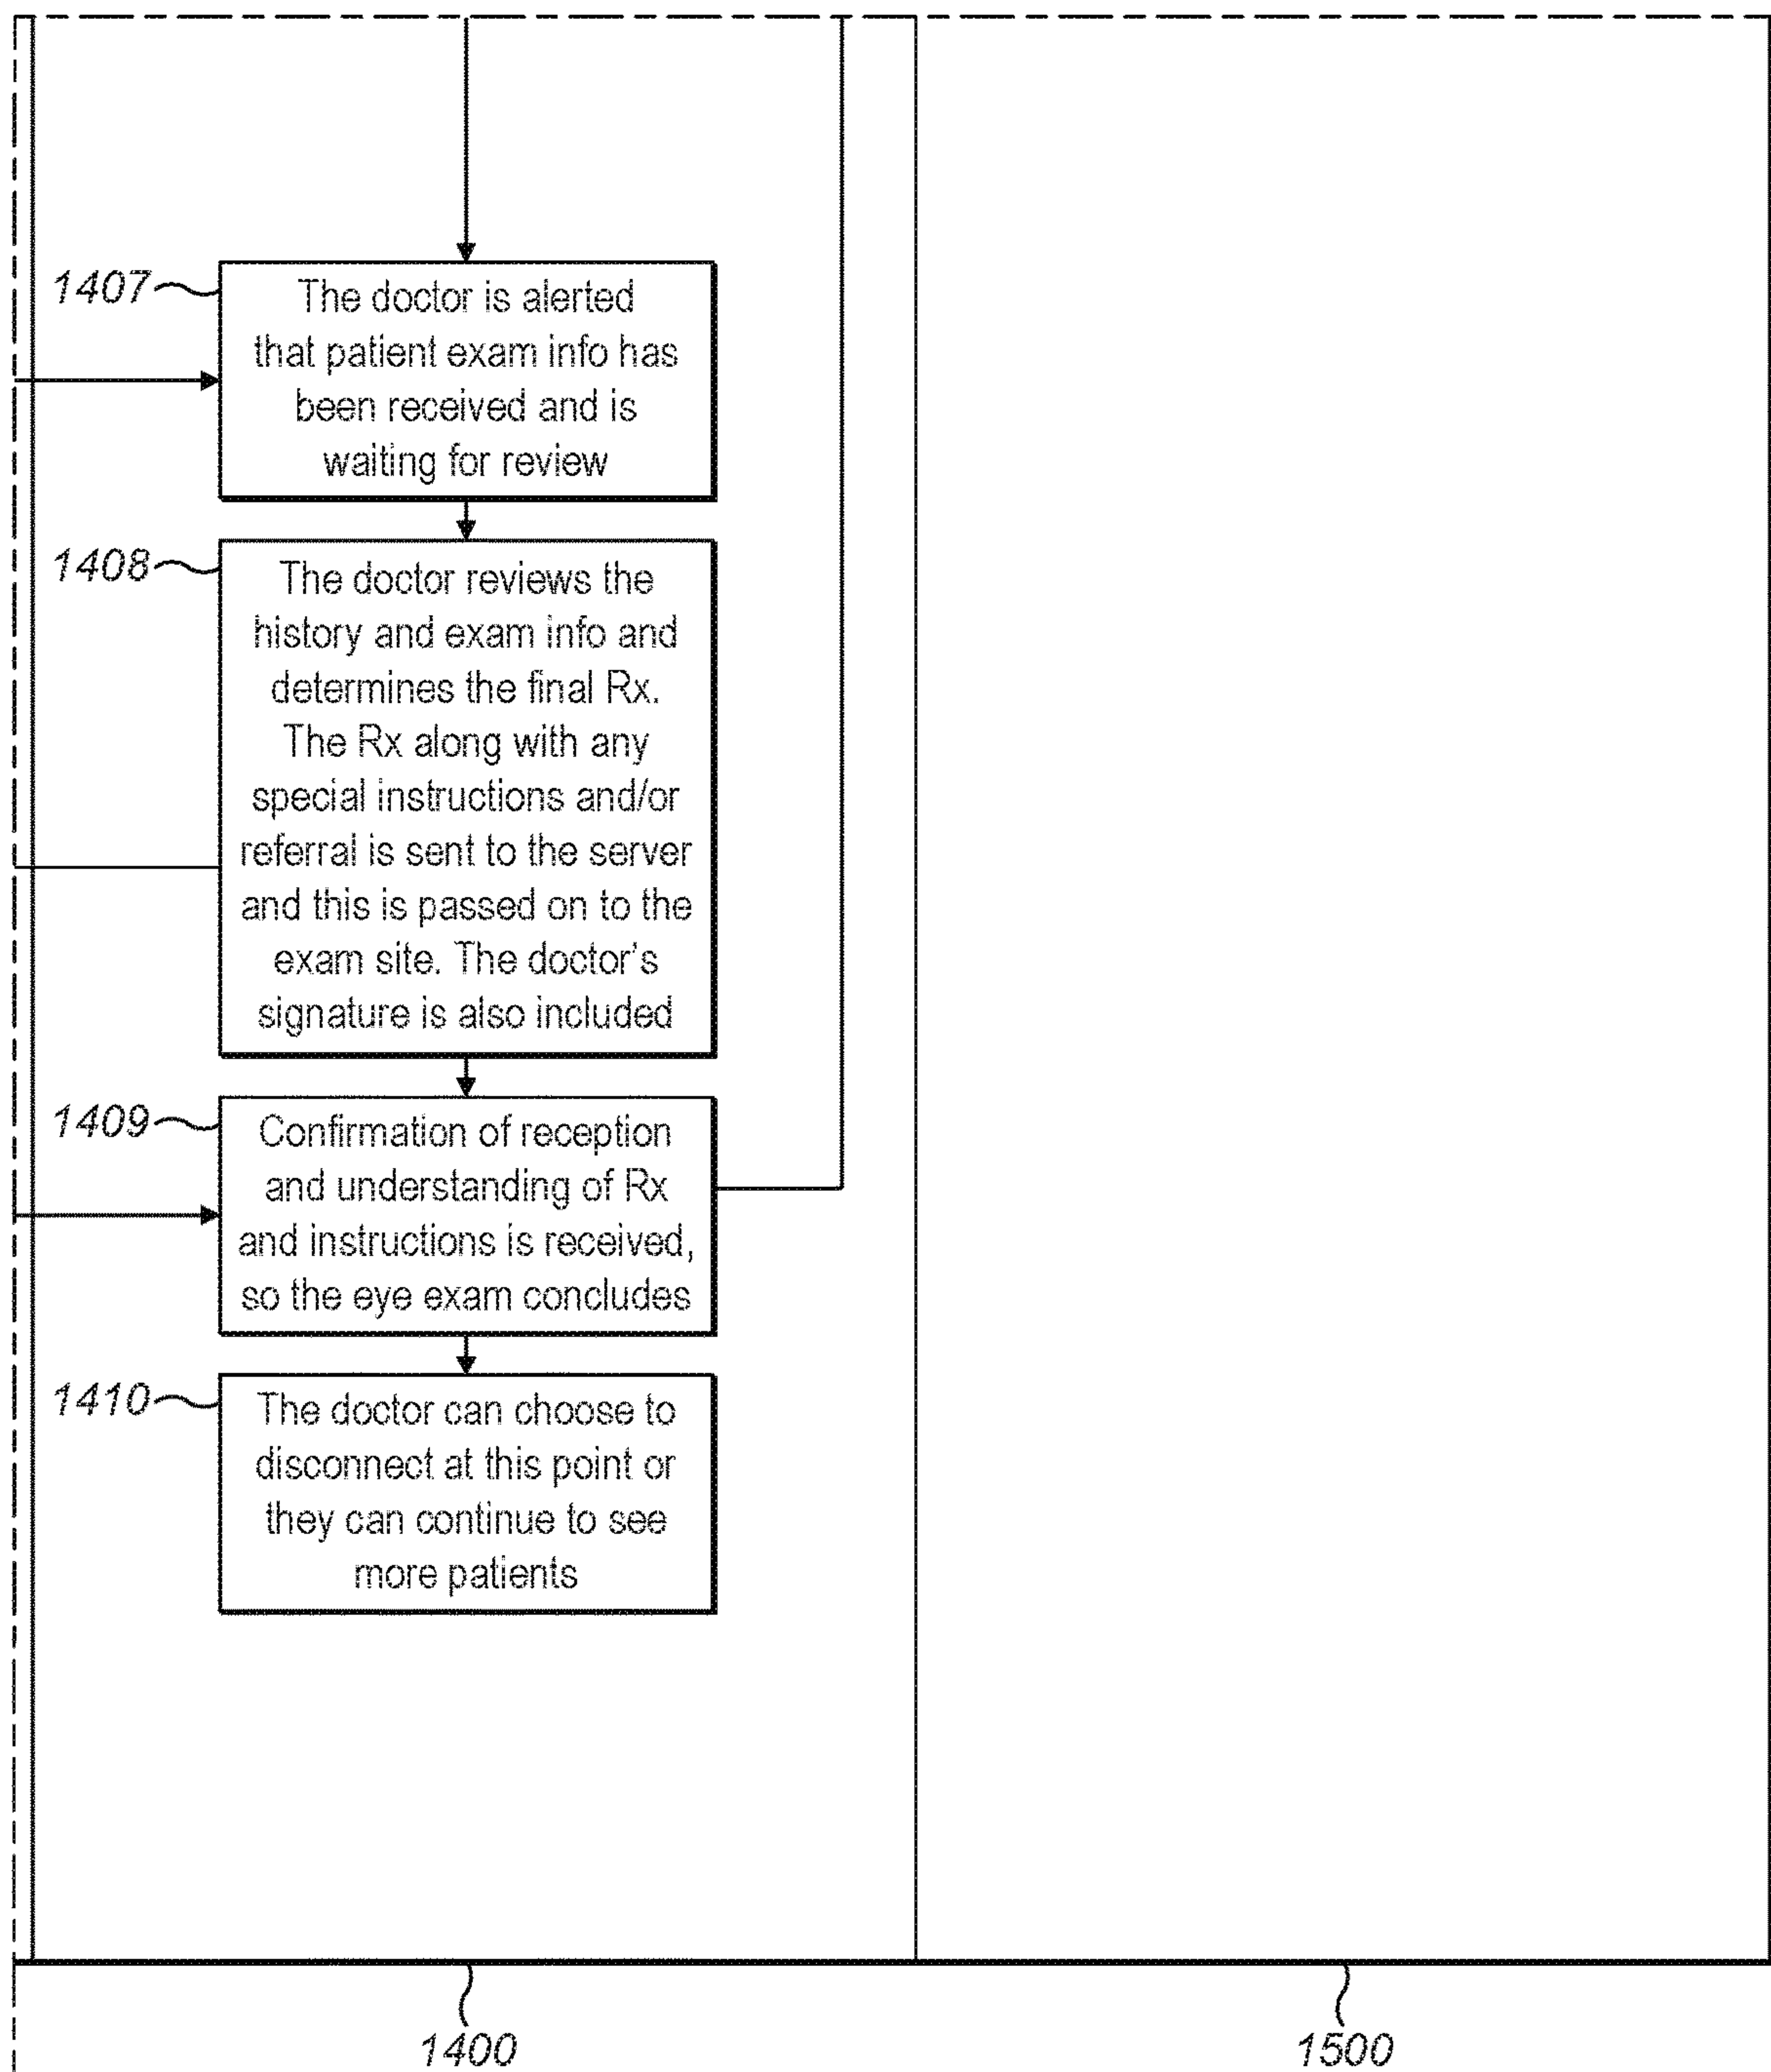 1407
The doctor is alerted
that patient exam info has
been received and is
waiting for review
1408
The doctor reviews the
history and exam info and
determines the final Rx.
The Rx along with any
special instructions and/or
referral is sent to the server
and this is passed on to the
exam site. The doctor's
signature is also included
1409
Confirmation of reception
and understanding of Rx
and instructions is received,
so the eye exam concludes
1410
The doctor can choose to
disconnect at this point or
they can continue to see
more patients
1400
1500